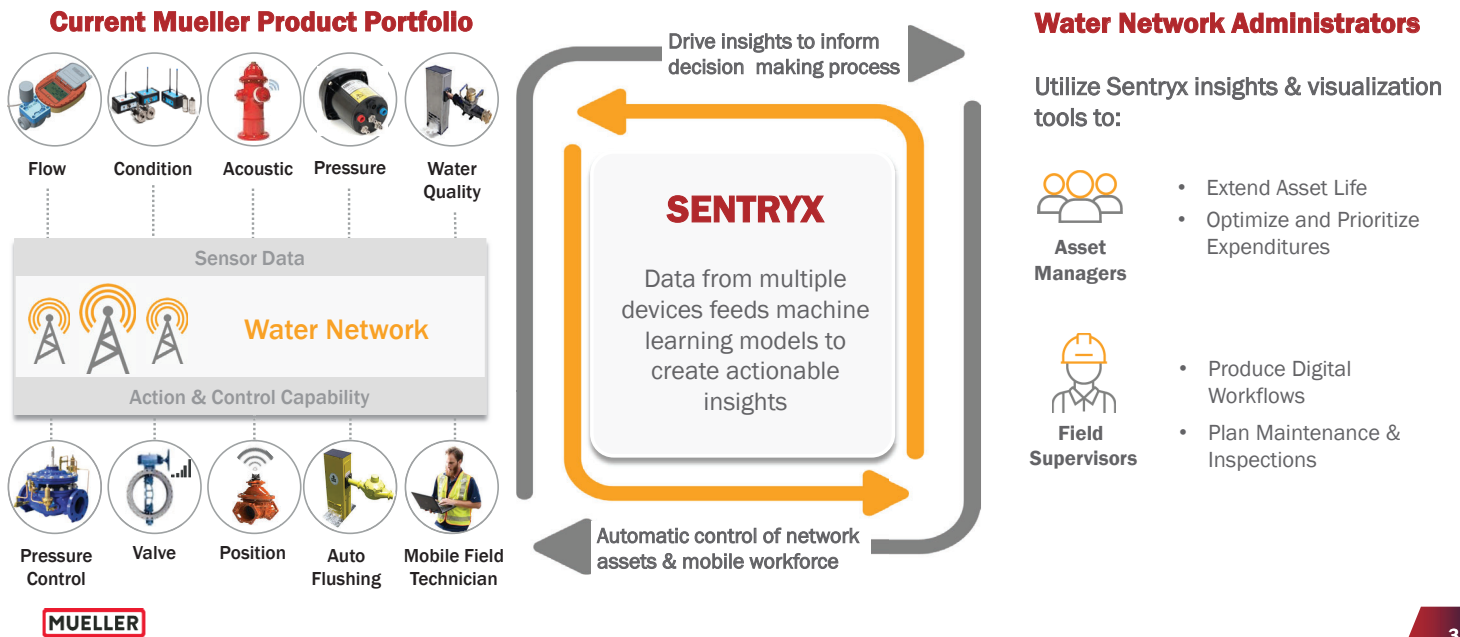 Current Mueller Product Portfolio
Flow
Condition
Acoustic
Pressure
Water
Quality
Sensor Data
Water Network
Action & Control Capability
Pressure
Control
Valve
Position
Auto
Flushing
Mobile Field
Technician
MUELLER
Drive insights to inform
decision making process
SENTRYX
Data from multiple
devices feeds machine
learning models to
create actionable
insights
Automatic control of network
assets & mobile workforce
Water Network Administrators
Utilize Sentryx insights & visualization
tools to:
Asset
Managers
• Extend Asset Life
• Optimize and Prioritize
Expenditures
Field
Supervisors
• Produce Digital
Workflows
• Plan Maintenance &
Inspections
3